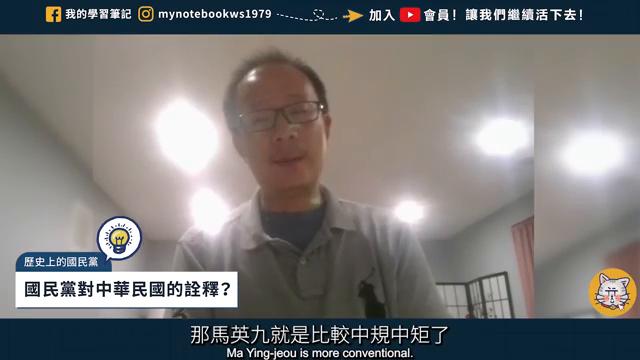 我的學習筆記 mynotebookws1979 加入 會員! 讓我們繼續活下去!
歷史上的國民黨
國民黨對中華民國的詮釋?
那馬英九就是比較中規中矩了
Ma Ying-jeou is more conventional.